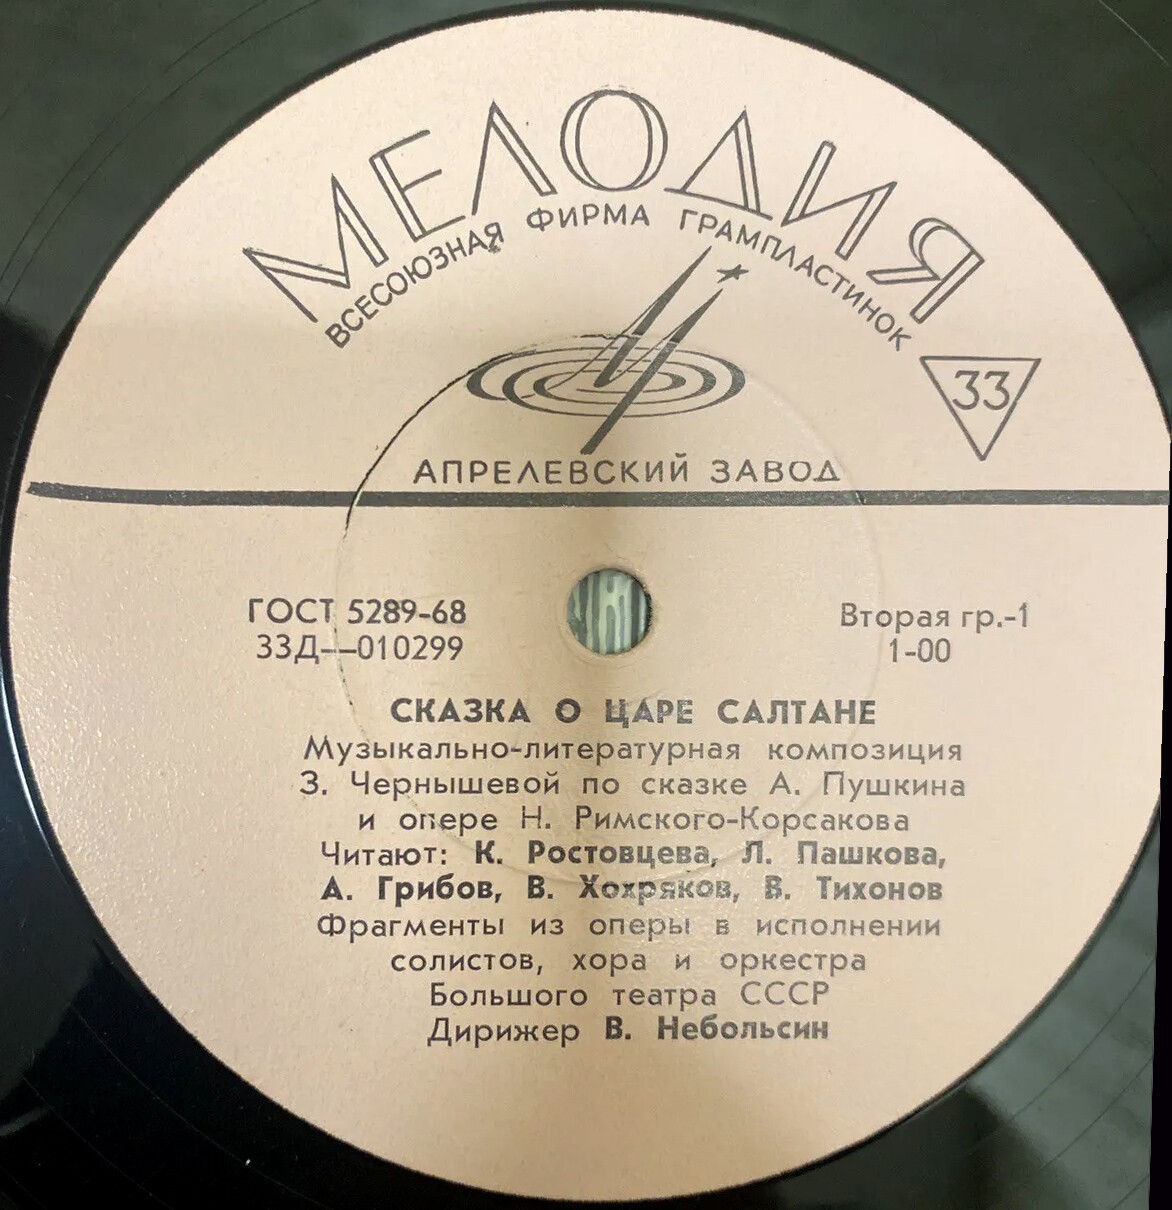 МЕЛОДИЯ
ВСЕСОЮЗНАЯ ФИРМА ГРАМПЛАСТИНОК
33
АПРЕЛЕВСКИЙ ЗАВОД
ГОСТ 5289-68
33Д—010299
Вторая гр.-1
1-00
СКАЗКА О ЦАРЕ САЛТАНЕ
Музыкально-литературная композиция
З. Чернышевой по сказке А. Пушкина
и опере Н. Римского-Корсакова
Читают: К. Ростовцева, Л. Пашкова,
А. Грибов, В. Хохряков, В. Тихонов
Фрагменты из оперы в исполнении
солистов, хора и оркестра
Большого театра СССР
Дирижер В. Небольсин